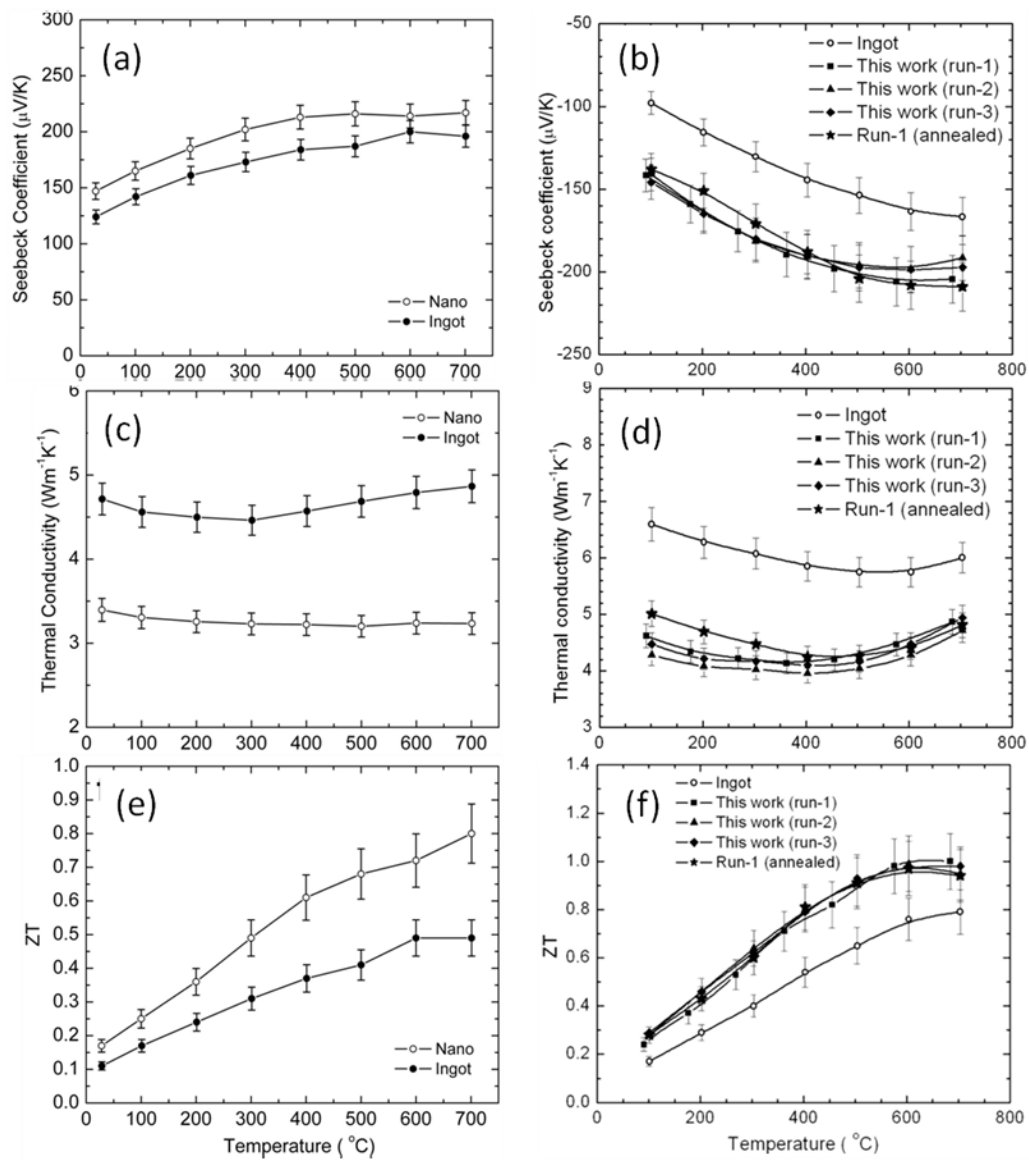 300
250
200
150
100
50
0
Seebeck Coefficient (μV/K)
(a)
Nano
Ingot
0 100 200 300 400 500 600 700
-50
-100
-150
-200
-250
Seebeck coefficient (μV/K)
(b)
Ingot
This work (run-1)
This work (run-2)
This work (run-3)
Run-1 (annealed)
0 200 400 600 800
6
5
4
3
2
Thermal Conductivity (Wm⁻¹K⁻¹)
(c)
Nano
Ingot
0 100 200 300 400 500 600 700
9
8
7
6
5
4
3
Thermal conductivity (Wm⁻¹K⁻¹)
(d)
Ingot
This work (run-1)
This work (run-2)
This work (run-3)
Run-1 (annealed)
0 200 400 600 800
1.0
0.9
0.8
0.7
0.6
0.5
0.4
0.3
0.2
0.1
0.0
ZT
(e)
Nano
Ingot
0 100 200 300 400 500 600 700
Temperature ( °C)
1.4
1.2
1.0
0.8
0.6
0.4
0.2
0.0
ZT
(f)
Ingot
This work (run-1)
This work (run-2)
This work (run-3)
Run-1 (annealed)
0 200 400 600 800
Temperature (°C)